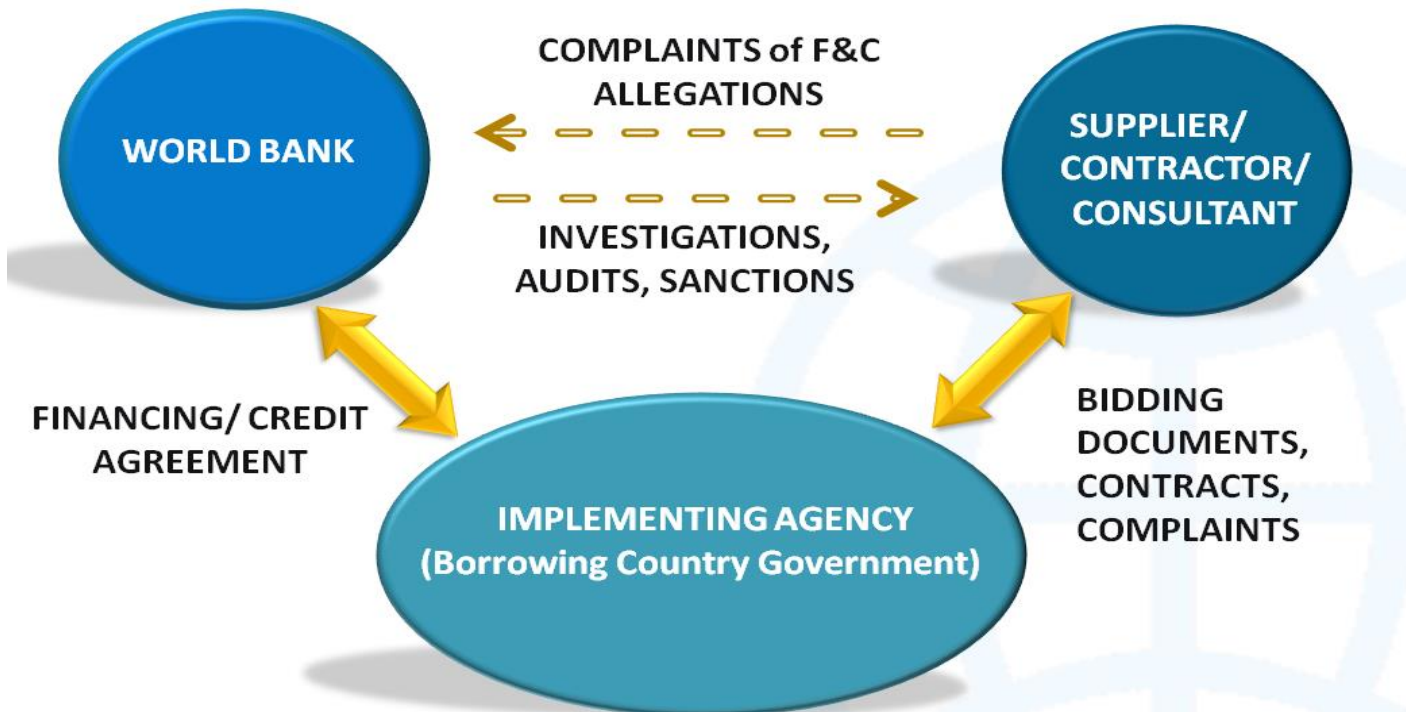 COMPLAINTS of F&C
ALLEGATIONS
WORLD BANK
SUPPLIER/
CONTRACTOR/
CONSULTANT
INVESTIGATIONS,
AUDITS, SANCTIONS
FINANCING/ CREDIT
AGREEMENT
BIDDING
DOCUMENTS,
CONTRACTS,
COMPLAINTS
IMPLEMENTING AGENCY
(Borrowing Country Government)